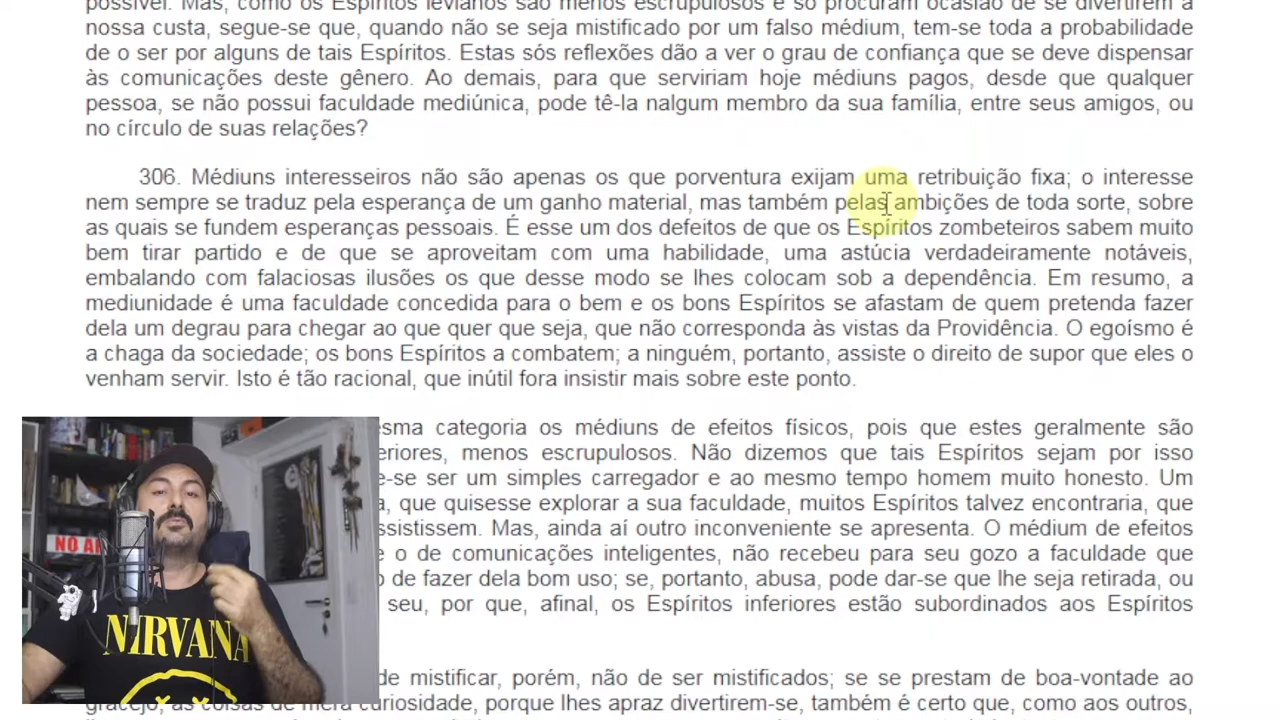 possível. Mas, como os Espíritos levianos são menos escrupulosos e só procuram ocasião de se divertirem à
nossa custa, segue-se que, quando não se seja mistificado por um falso médium, tem-se toda a probabilidade
de o ser por alguns de tais Espíritos. Estas sós reflexões dão a ver o grau de confiança que se deve dispensar
às comunicações deste gênero. Ao demais, para que serviriam hoje médiuns pagos, desde que qualquer
pessoa, se não possui faculdade mediúnica, pode tê-la nalgum membro da sua família, entre seus amigos, ou
no círculo de suas relações?
306. Médiuns interesseiros não são apenas os que porventura exijam uma retribuição fixa; o interesse
nem sempre se traduz pela esperança de um ganho material, mas também pelas ambições de toda sorte, sobre
as quais se fundem esperanças pessoais. É esse um dos defeitos de que os Espíritos zombeteiros sabem muito
bem tirar partido e de que se aproveitam com uma habilidade, uma astúcia verdadeiramente notáveis,
embalando com falaciosas ilusões os que desse modo se lhes colocam sob a dependência. Em resumo, a
mediunidade é uma faculdade concedida para o bem e os bons Espíritos se afastam de quem pretenda fazer
dela um degrau para chegar ao que quer que seja, que não corresponda às vistas da Providência. O egoísmo é
a chaga da sociedade; os bons Espíritos a combatem; a ninguém, portanto, assiste o direito de supor que eles o
venham servir. Isto é tão racional, que inútil fora insistir mais sobre este ponto.
esma categoria os médiuns de efeitos físicos, pois que estes geralmente são
eriores, menos escrupulosos. Não dizemos que tais Espíritos sejam por isso
e-se ser um simples carregador e ao mesmo tempo homem muito honesto. Um
a, que quisesse explorar a sua faculdade, muitos Espíritos talvez encontraria, que
ssistissem. Mas, ainda aí outro inconveniente se apresenta. O médium de efeitos
e o de comunicações inteligentes, não recebeu para seu gozo a faculdade que
o de fazer dela bom uso; se, portanto, abusa, pode dar-se que lhe seja retirada, ou
seu, por que, afinal, os Espíritos inferiores estão subordinados aos Espíritos
de mistificar, porém, não de ser mistificados; se se prestam de boa-vontade ao
gracejo, às coisas de mera curiosidade, porque lhes apraz divertirem-se, também é certo que, como aos outros,
NO
NIRVANA